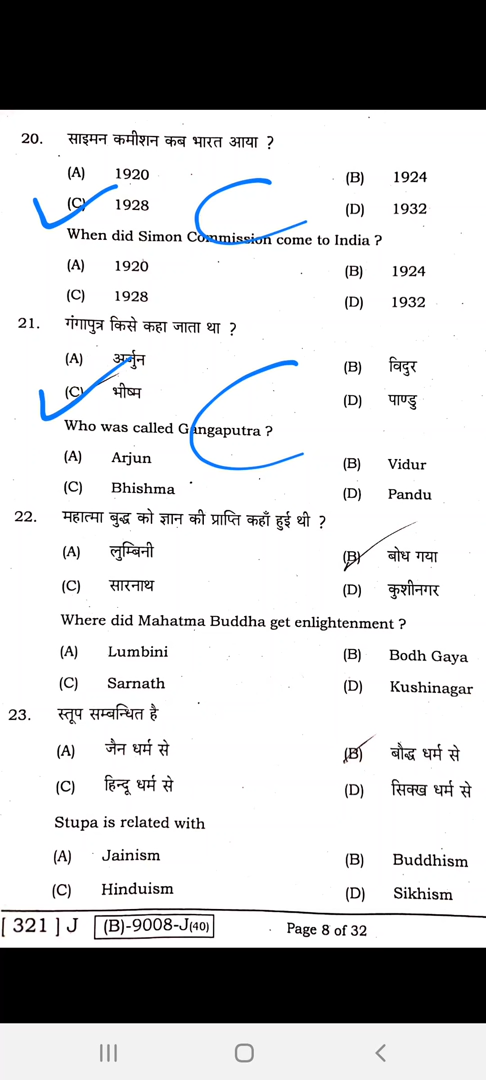 20. साइमन कमीशन कब भारत आया ?
(A) 1920 (B) 1924
(C) 1928 (D) 1932
When did Simon Commission come to India ?
(A) 1920 (B) 1924
(C) 1928 (D) 1932
21. गंगापुत्र किसे कहा जाता था ?
(A) अर्जुन (B) विदुर
(C) भीष्म (D) पाण्डु
Who was called Gangaputra ?
(A) Arjun (B) Vidur
(C) Bhishma (D) Pandu
22. महात्मा बुद्ध को ज्ञान की प्राप्ति कहाँ हुई थी ?
(A) लुम्बिनी (B) बोध गया
(C) सारनाथ (D) कुशीनगर
Where did Mahatma Buddha get enlightenment ?
(A) Lumbini (B) Bodh Gaya
(C) Sarnath (D) Kushinagar
23. स्तूप सम्बन्धित है
(A) जैन धर्म से (B) बौद्ध धर्म से
(C) हिन्दू धर्म से (D) सिक्ख धर्म से
Stupa is related with
(A) Jainism (B) Buddhism
(C) Hinduism (D) Sikhism
[ 321 ] J (B)-9008-J(40) Page 8 of 32